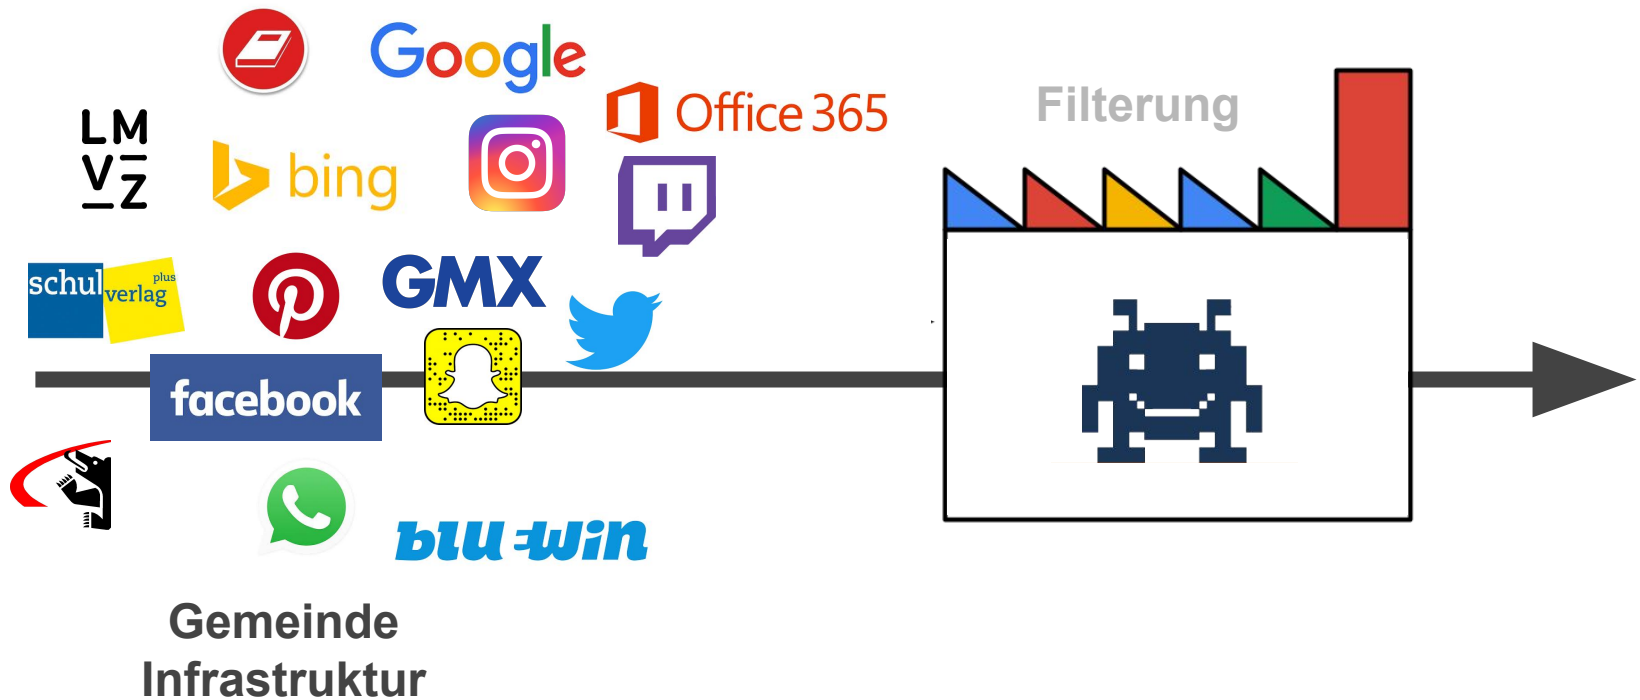 Google
Office 365
Filterung
LM
VZ
bing
schul
verlag
plus
GMX
facebook
bluewin
Gemeinde
Infrastruktur